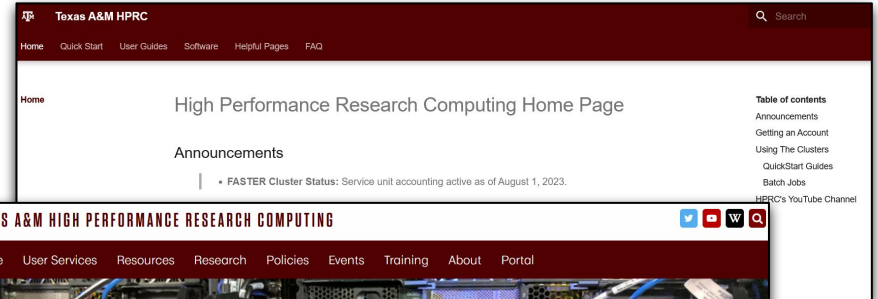 Texas A&M HPRC
Search
Home Quick Start User Guides Software Helpful Pages FAQ
Home
High Performance Research Computing Home Page
Announcements
• FASTER Cluster Status: Service unit accounting active as of August 1, 2023.
Table of contents
Announcements
Getting an Account
Using The Clusters
QuickStart Guides
Batch Jobs
HPRC's YouTube Channel
S A&M HIGH PERFORMANCE RESEARCH COMPUTING
W
e User Services Resources Research Policies Events Training About Portal